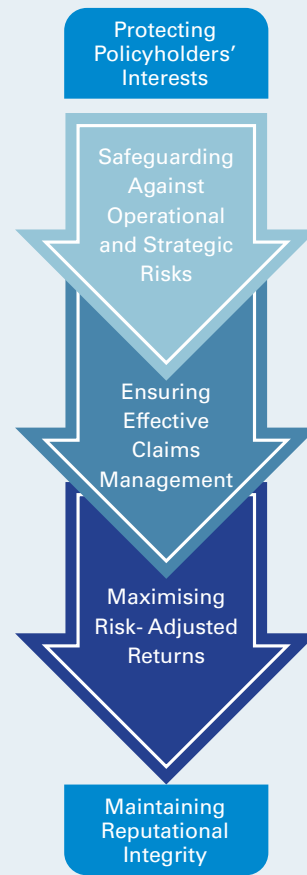 Protecting
Policyholders’
Interests
Safeguarding
Against
Operational
and Strategic
Risks
Ensuring
Effective
Claims
Management
Maximising
Risk- Adjusted
Returns
Maintaining
Reputational
Integrity